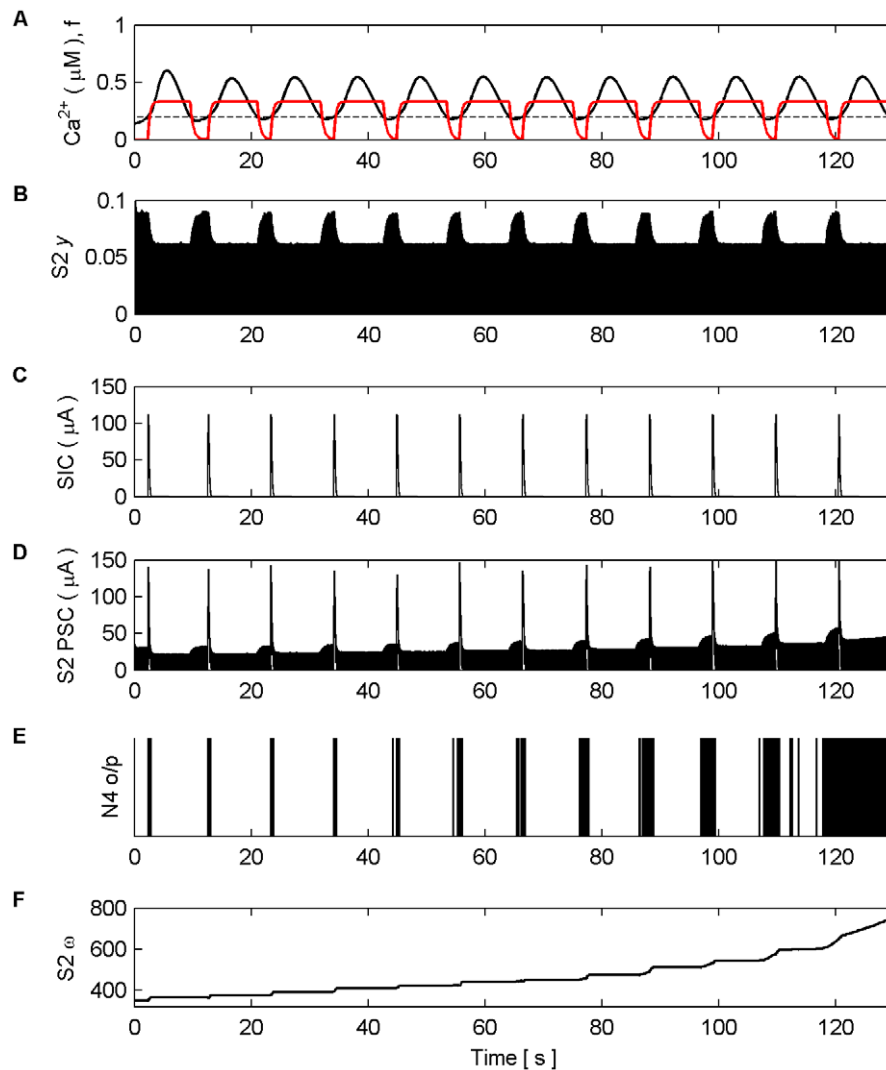 A
Ca2+ ( μM ), f
1
0.5
0
0 20 40 60 80 100 120
B
S2 y
0.1
0.05
0
0 20 40 60 80 100 120
C
SIC ( μA )
150
100
50
0
0 20 40 60 80 100 120
D
S2 PSC ( μA )
150
100
50
0
0 20 40 60 80 100 120
E
N4 o/p
0 20 40 60 80 100 120
F
S2 ω
800
600
400
0 20 40 60 80 100 120
Time [ s ]